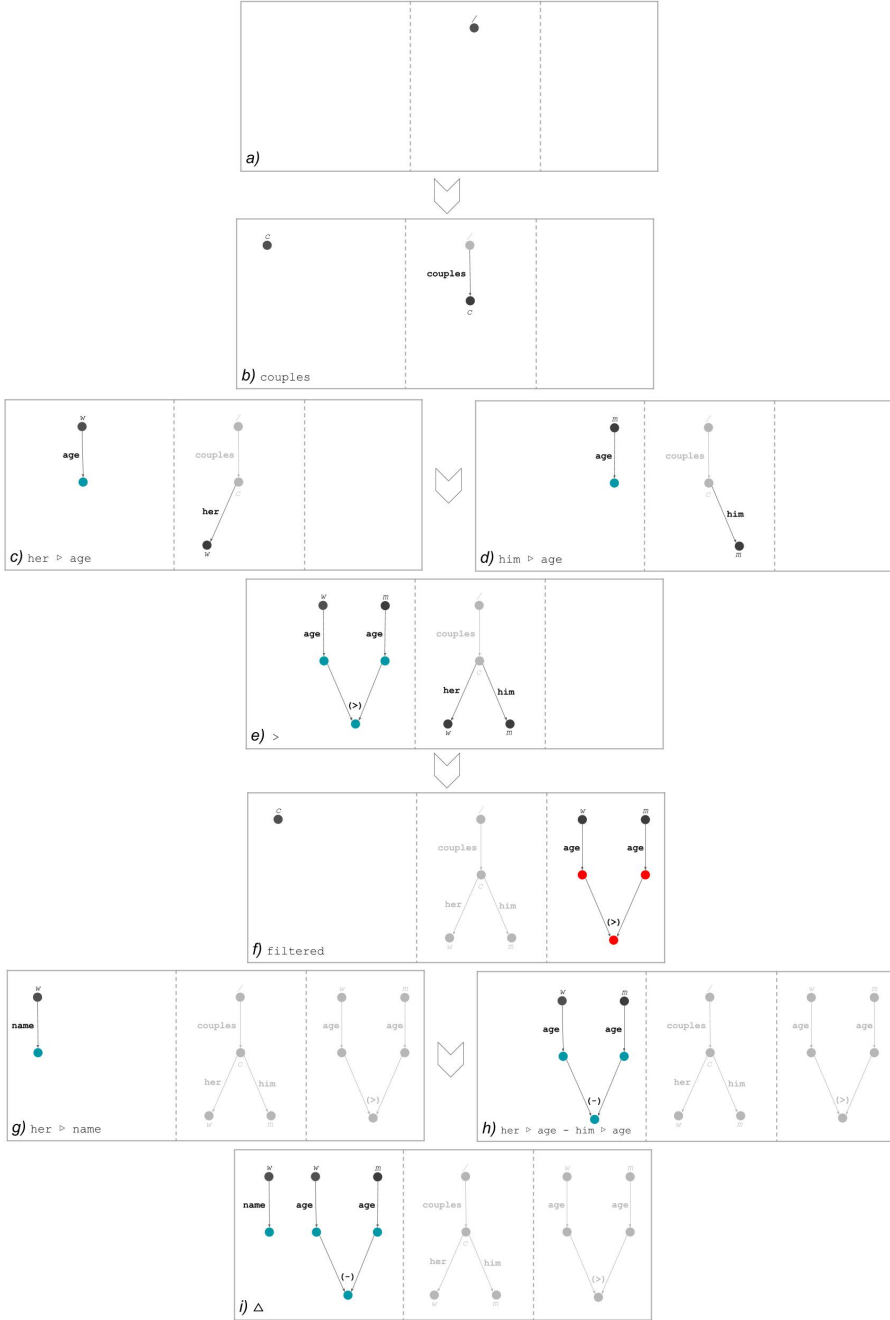 /
a)
c /
couples
c
b) couples
w /
age couples
c
her
w
c) her ▹ age
m /
age couples
c
him
m
d) him ▹ age
w m /
age age couples
c
her him
(>)
w m
e) >
c / w m
couples age age
c
her him
(>)
w m
f) filtered
w / w m
name couples age age
c
her him
(>)
w m
g) her ▹ name
w m / w m
age age couples age age
c
her him
(-) (>)
w m
h) her ▹ age - him ▹ age
w w m / w m
name age age couples age age
c
her him
(-) (>)
w m
i) △